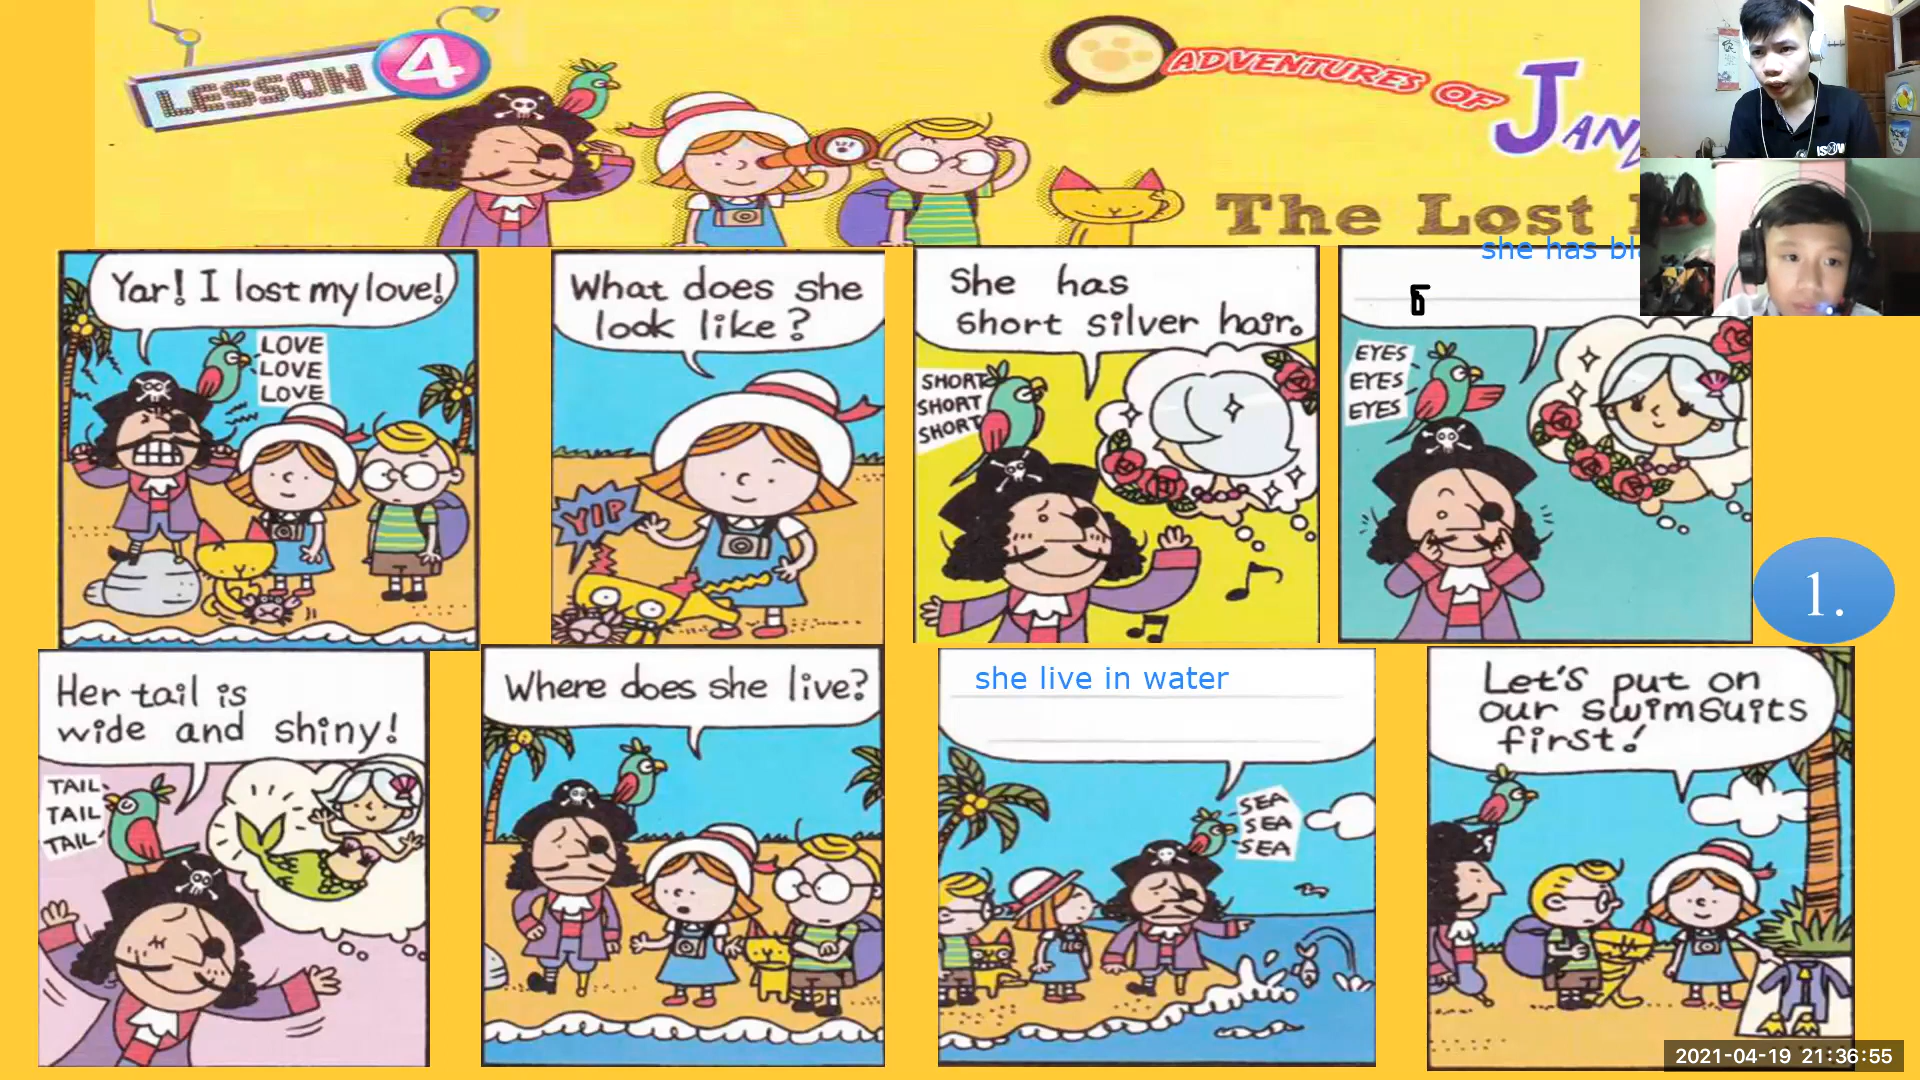 LESSON 4
ADVENTURES OF
The Lost
she has
Yar! I lost my love!
LOVE
LOVE
LOVE
What does she
look like?
YIP
She has
short silver hair.
SHORT
SHORT
SHORT
EYES
EYES
EYES
1.
Her tail is
wide and shiny!
TAIL
TAIL
TAIL
Where does she live?
she live in water
SEA
SEA
SEA
Let's put on
our swimsuits
first!
2021-04-19 21:36:55